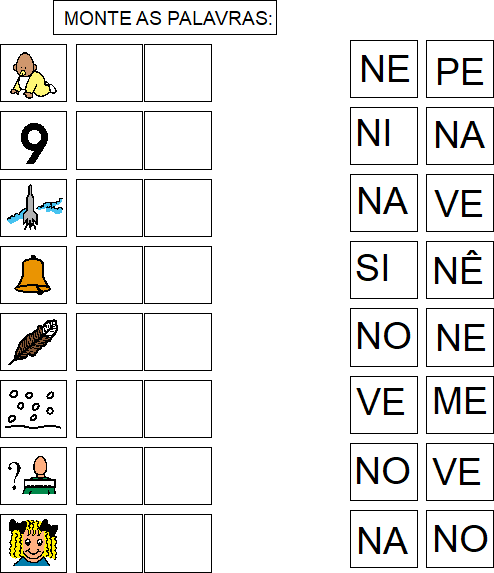 MONTE AS PALAVRAS:
NE PE
9 NI NA
NA VE
SI NÊ
NO NE
VE ME
? NO VE
NA NO